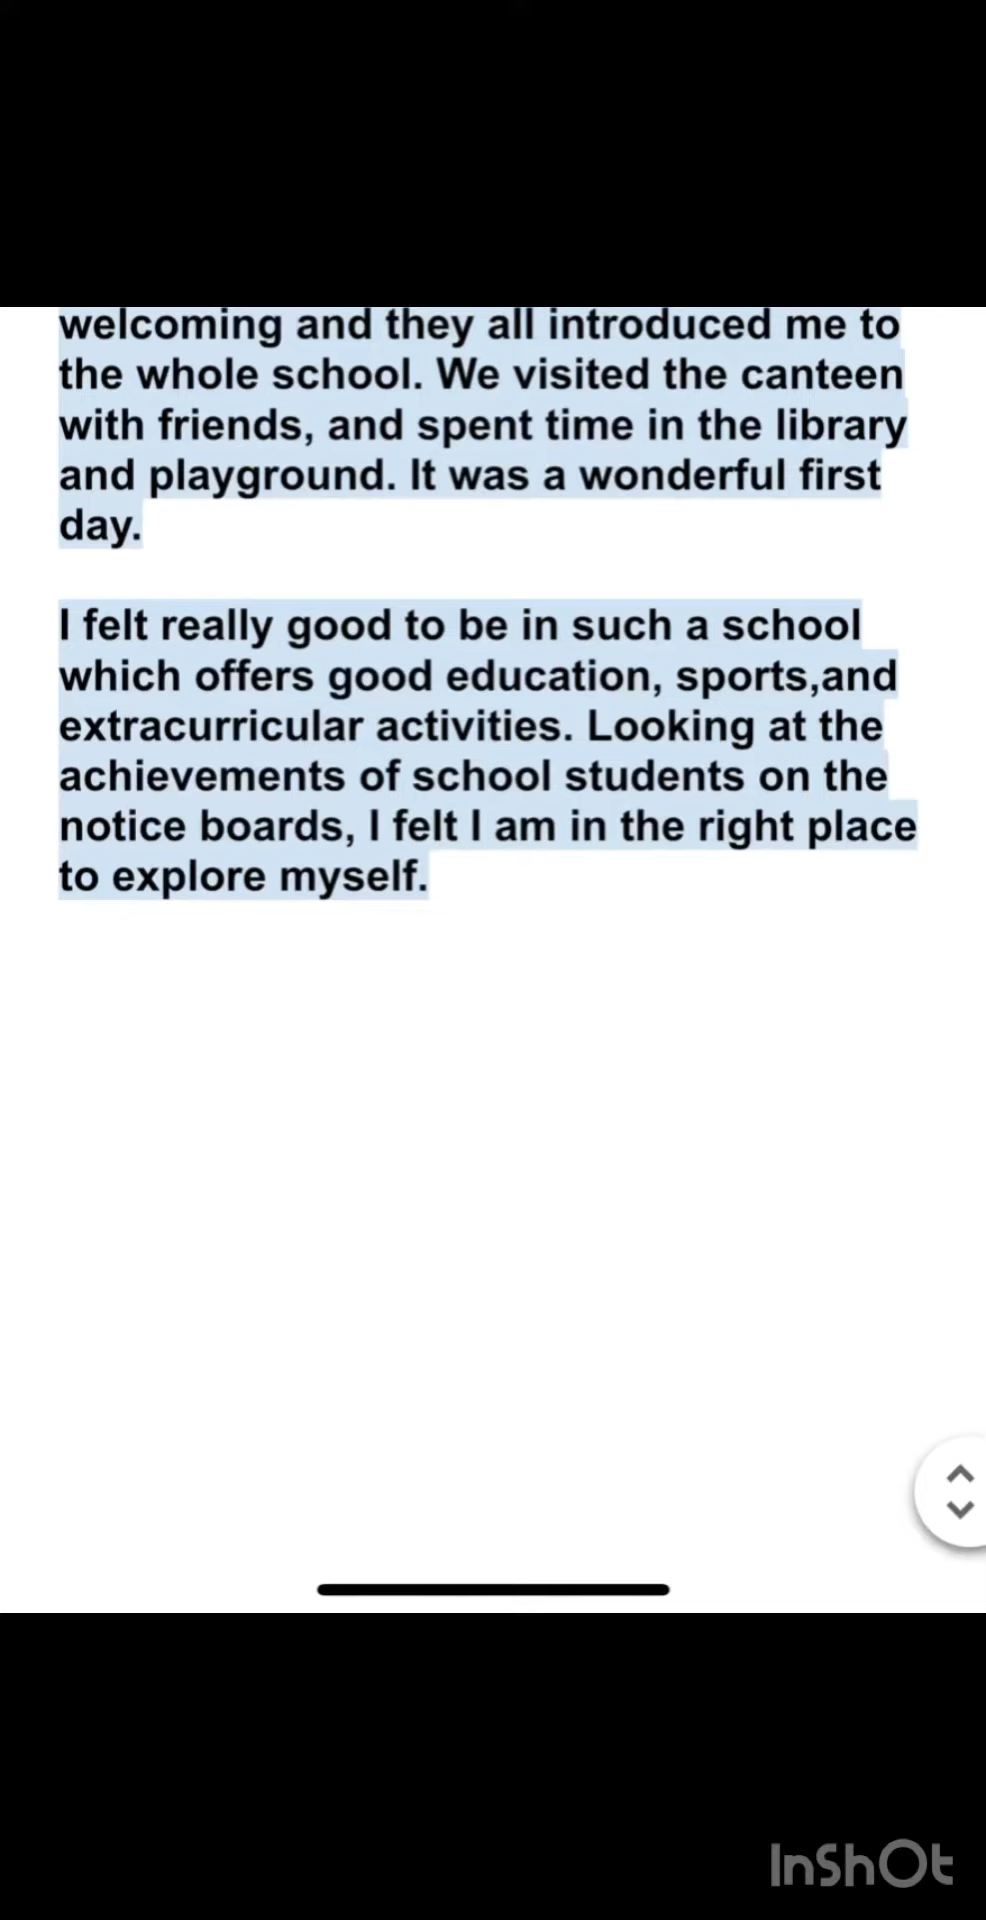 welcoming and they all introduced me to
the whole school. We visited the canteen
with friends, and spent time in the library
and playground. It was a wonderful first
day.
I felt really good to be in such a school
which offers good education, sports,and
extracurricular activities. Looking at the
achievements of school students on the
notice boards, I felt I am in the right place
to explore myself.
InShOt